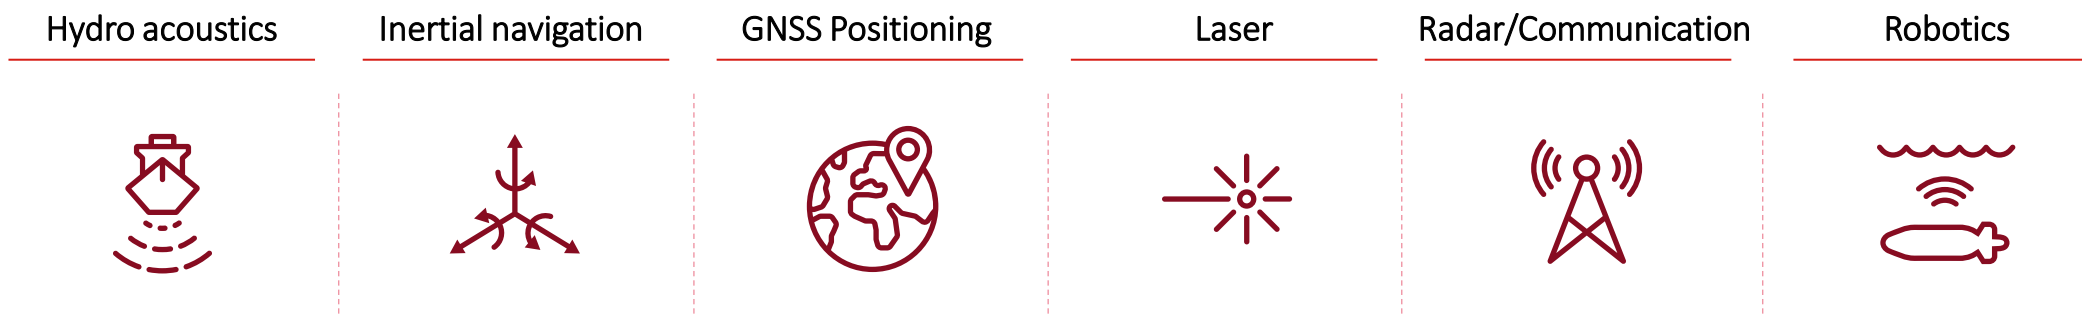 Hydro acoustics
Inertial navigation
GNSS Positioning
Laser
Radar/Communication
Robotics